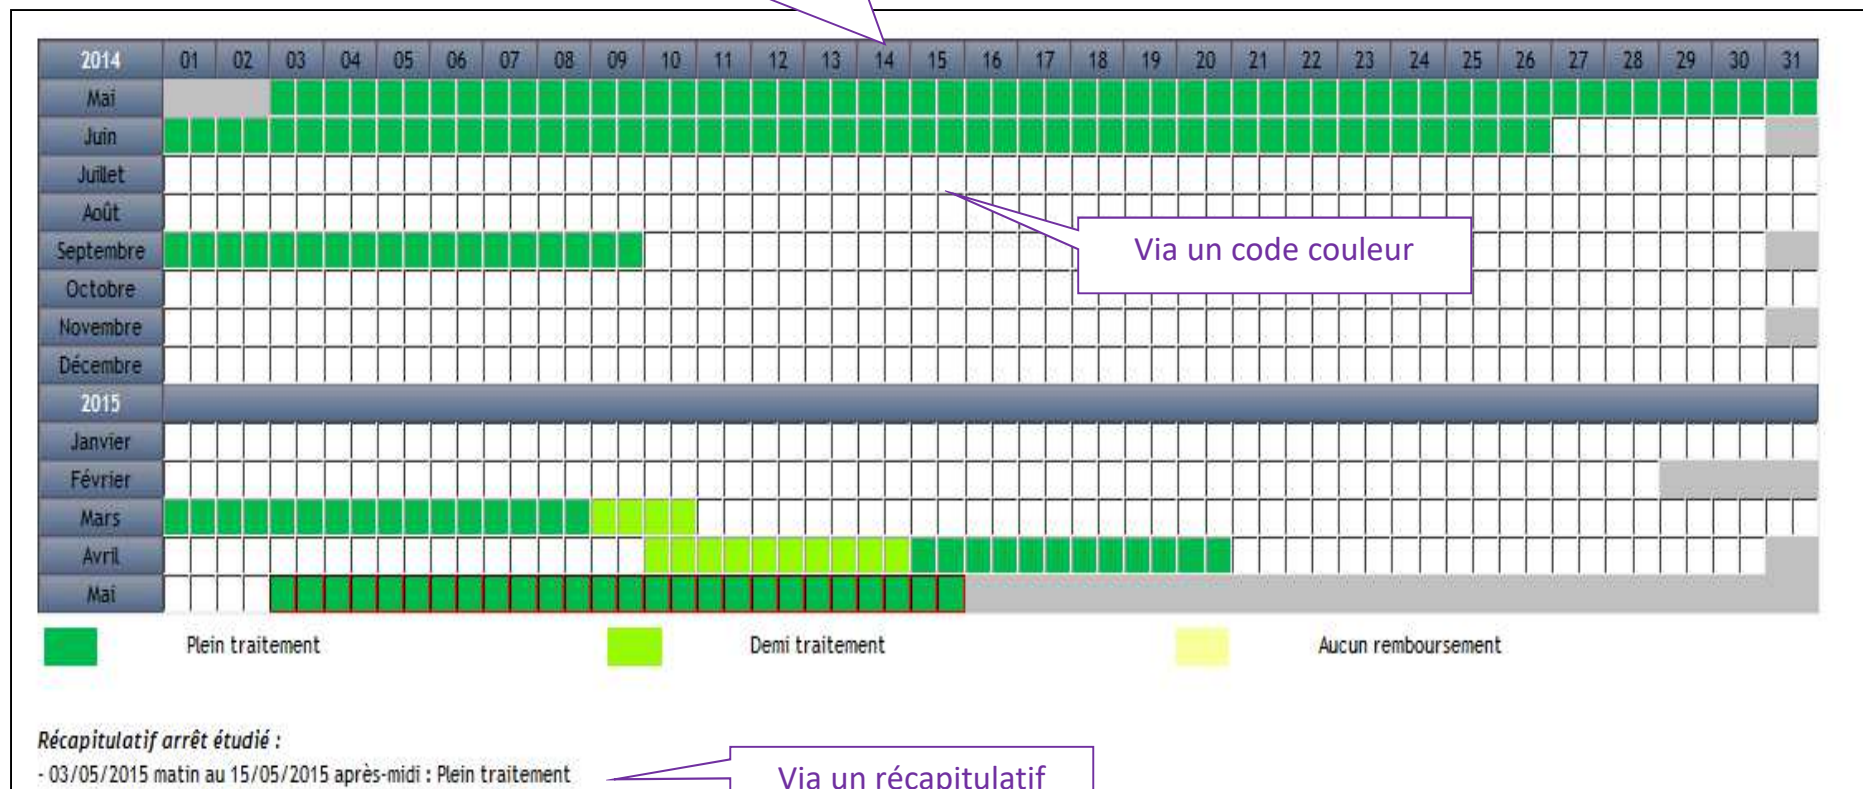 2014 01 02 03 04 05 06 07 08 09 10 11 12 13 14 15 16 17 18 19 20 21 22 23 24 25 26 27 28 29 30 31
Mai
Juin
Juillet
Août
Septembre
Via un code couleur
Octobre
Novembre
Décembre
2015
Janvier
Février
Mars
Avril
Mai
Plein traitement Demi traitement Aucun remboursement
Récapitulatif arrêt étudié :
- 03/05/2015 matin au 15/05/2015 après-midi : Plein traitement
Via un récapitulatif